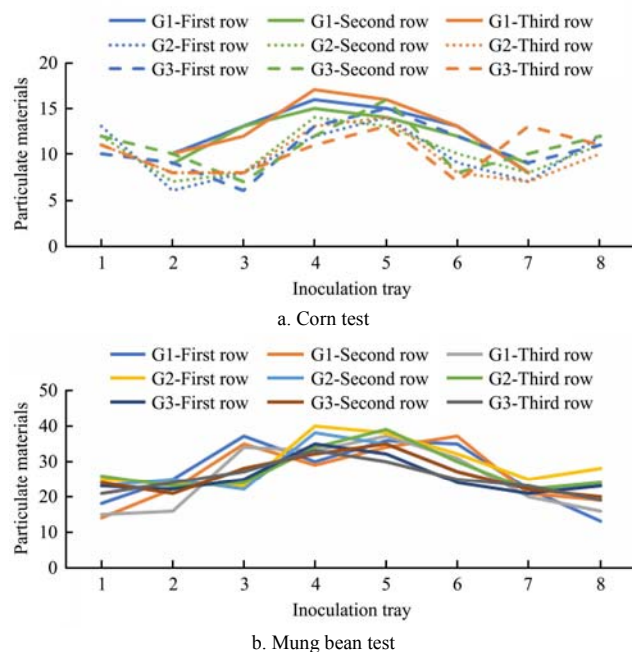 G1-First row G1-Second row G1-Third row
G2-First row G2-Second row G2-Third row
G3-First row G3-Second row G3-Third row
20
15
10
5
0
Particulate materials
1 2 3 4 5 6 7 8
Inoculation tray
a. Corn test
G1-First row G1-Second row G1-Third row
G2-First row G2-Second row G2-Third row
G3-First row G3-Second row G3-Third row
50
40
30
20
10
0
Particulate materials
1 2 3 4 5 6 7 8
Inoculation tray
b. Mung bean test